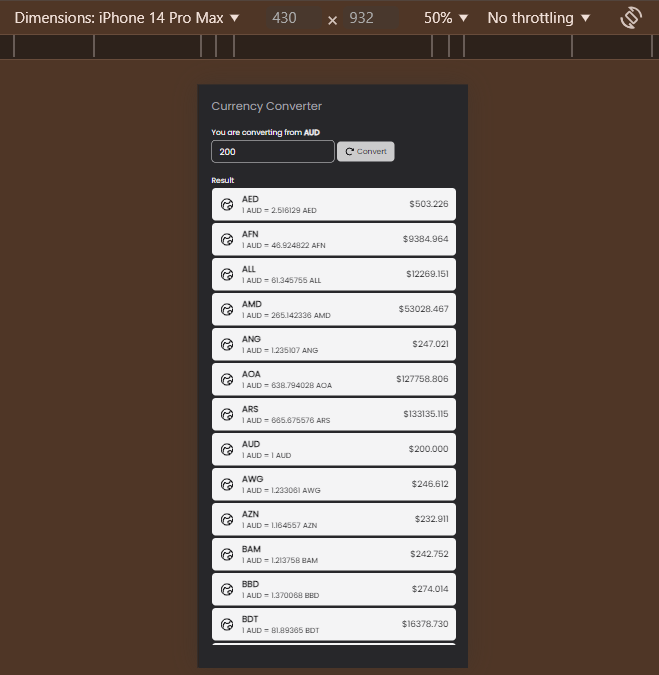 Dimensions: iPhone 14 Pro Max ▼ 430 × 932 50% ▼ No throttling ▼
Currency Converter
You are converting from AUD
200 Convert
Result
AED
1 AUD = 2.516129 AED
$503.226
AFN
1 AUD = 46.924822 AFN
$9384.964
ALL
1 AUD = 61.345755 ALL
$12269.151
AMD
1 AUD = 265.142336 AMD
$53028.467
ANG
1 AUD = 1.235107 ANG
$247.021
AOA
1 AUD = 638.794028 AOA
$127758.806
ARS
1 AUD = 665.675576 ARS
$133135.115
AUD
1 AUD = 1 AUD
$200.000
AWG
1 AUD = 1.233061 AWG
$246.612
AZN
1 AUD = 1.164557 AZN
$232.911
BAM
1 AUD = 1.213758 BAM
$242.752
BBD
1 AUD = 1.370068 BBD
$274.014
BDT
1 AUD = 81.89365 BDT
$16378.730